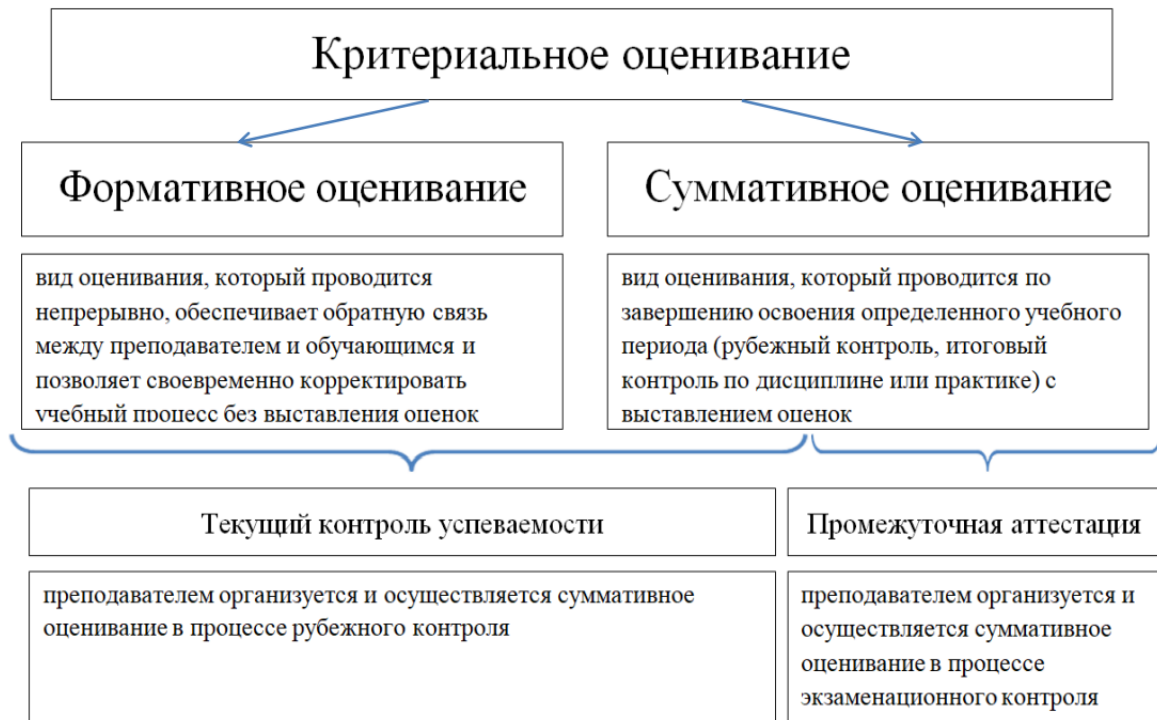 Критериальное оценивание
Формативное оценивание
Суммативное оценивание
вид оценивания, который проводится
непрерывно, обеспечивает обратную связь
между преподавателем и обучающимся и
позволяет своевременно корректировать
учебный процесс без выставления оценок
вид оценивания, который проводится по
завершению освоения определенного учебного
периода (рубежный контроль, итоговый
контроль по дисциплине или практике) с
выставлением оценок
Текущий контроль успеваемости
Промежуточная аттестация
преподавателем организуется и осуществляется суммативное
оценивание в процессе рубежного контроля
преподавателем организуется и
осуществляется суммативное
оценивание в процессе
экзаменационного контроля